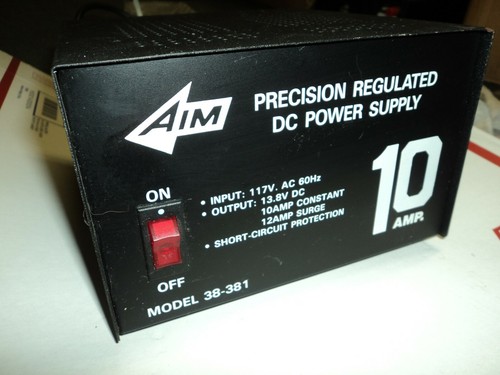 AIM
PRECISION REGULATED
DC POWER SUPPLY
10
AMP.
ON
• INPUT: 117V. AC 60Hz
• OUTPUT: 13.8V DC
10AMP CONSTANT
12AMP SURGE
• SHORT-CIRCUIT PROTECTION
OFF
MODEL 38-381